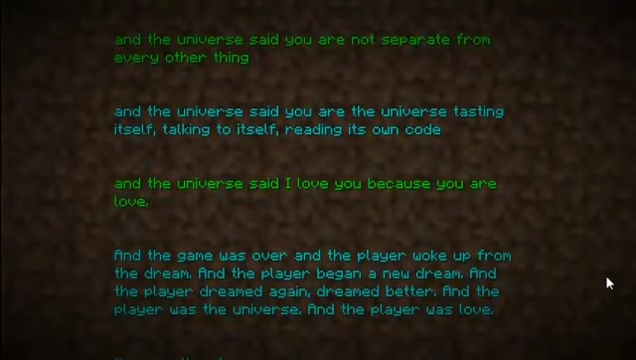 and the universe said you are not separate from
every other thing
and the universe said you are the universe tasting
itself, talking to itself, reading its own code
and the universe said I love you because you are
love.
And the game was over and the player woke up from
the dream. And the player began a new dream. And
the player dreamed again, dreamed better. And the
player was the universe. And the player was love.